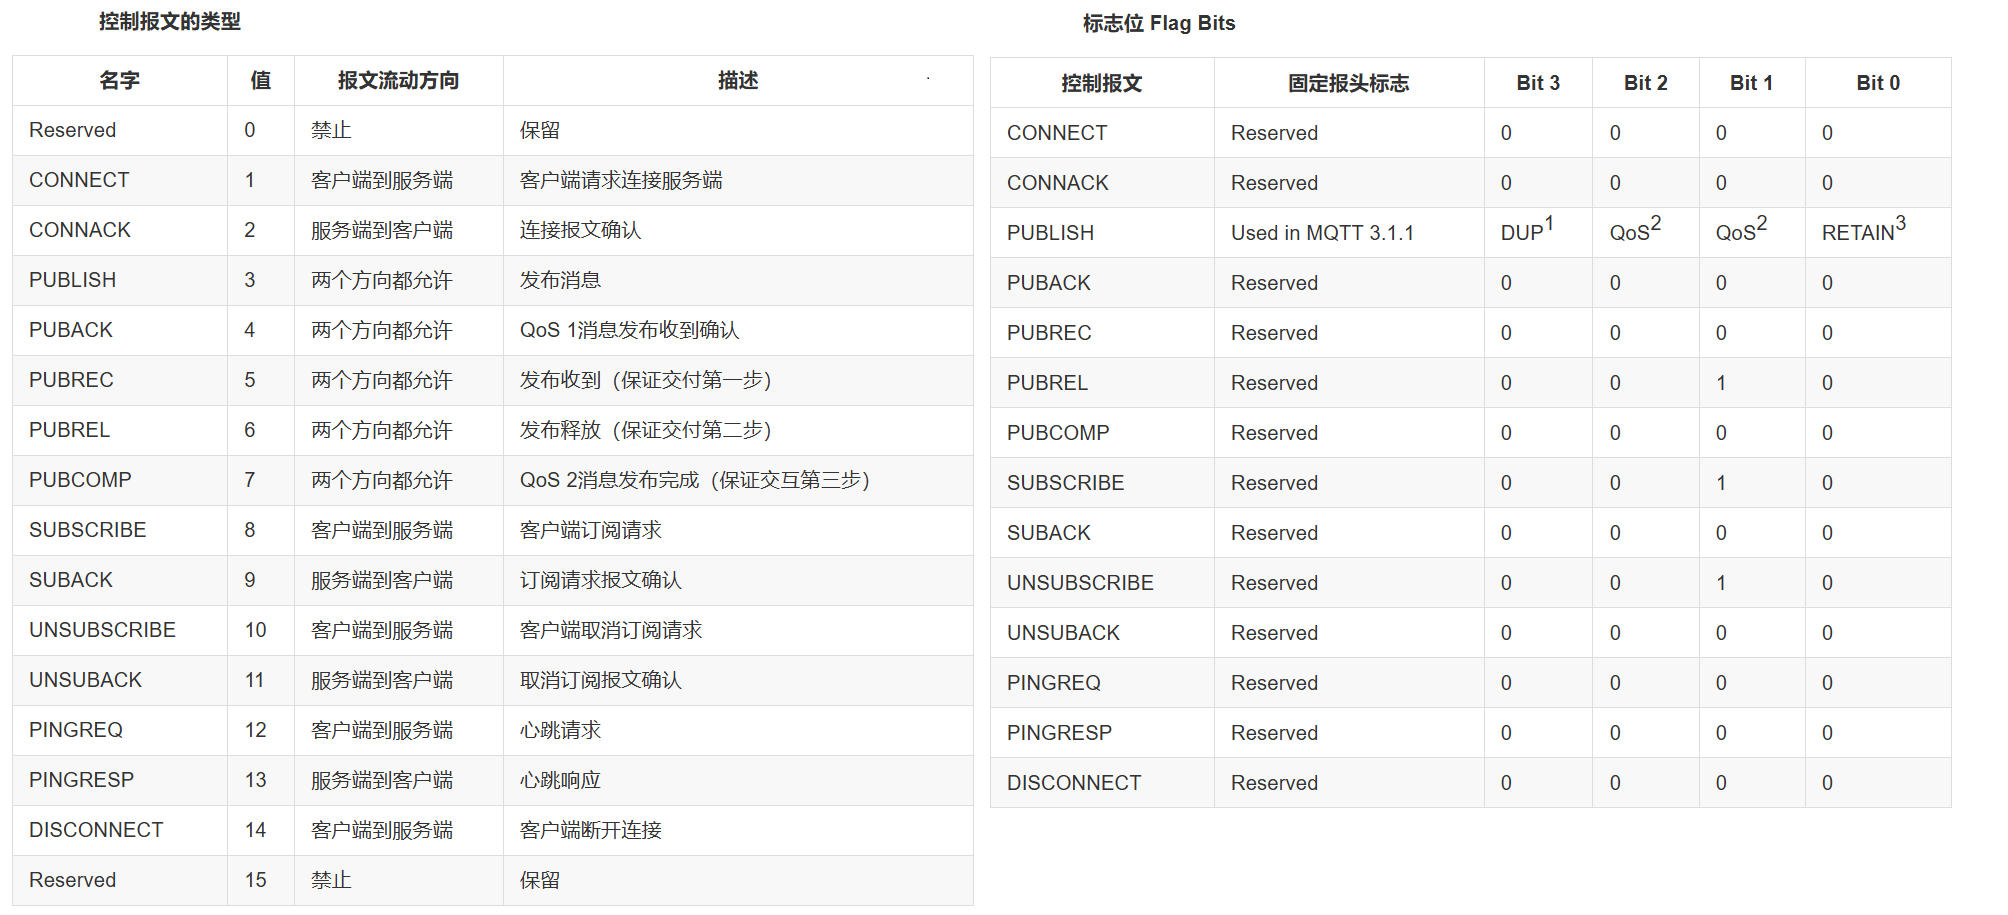 控制报文的类型
名字 值 报文流动方向 描述
Reserved 0 禁止 保留
CONNECT 1 客户端到服务端 客户端请求连接服务端
CONNACK 2 服务端到客户端 连接报文确认
PUBLISH 3 两个方向都允许 发布消息
PUBACK 4 两个方向都允许 QoS 1消息发布收到确认
PUBREC 5 两个方向都允许 发布收到（保证交付第一步）
PUBREL 6 两个方向都允许 发布释放（保证交付第二步）
PUBCOMP 7 两个方向都允许 QoS 2消息发布完成（保证交互第三步）
SUBSCRIBE 8 客户端到服务端 客户端订阅请求
SUBACK 9 服务端到客户端 订阅请求报文确认
UNSUBSCRIBE 10 客户端到服务端 客户端取消订阅请求
UNSUBACK 11 服务端到客户端 取消订阅报文确认
PINGREQ 12 客户端到服务端 心跳请求
PINGRESP 13 服务端到客户端 心跳响应
DISCONNECT 14 客户端到服务端 客户端断开连接
Reserved 15 禁止 保留
标志位 Flag Bits
控制报文 固定报头标志 Bit 3 Bit 2 Bit 1 Bit 0
CONNECT Reserved 0 0 0 0
CONNACK Reserved 0 0 0 0
PUBLISH Used in MQTT 3.1.1 DUP¹ QoS² QoS² RETAIN³
PUBACK Reserved 0 0 0 0
PUBREC Reserved 0 0 0 0
PUBREL Reserved 0 0 1 0
PUBCOMP Reserved 0 0 0 0
SUBSCRIBE Reserved 0 0 1 0
SUBACK Reserved 0 0 0 0
UNSUBSCRIBE Reserved 0 0 1 0
UNSUBACK Reserved 0 0 0 0
PINGREQ Reserved 0 0 0 0
PINGRESP Reserved 0 0 0 0
DISCONNECT Reserved 0 0 0 0